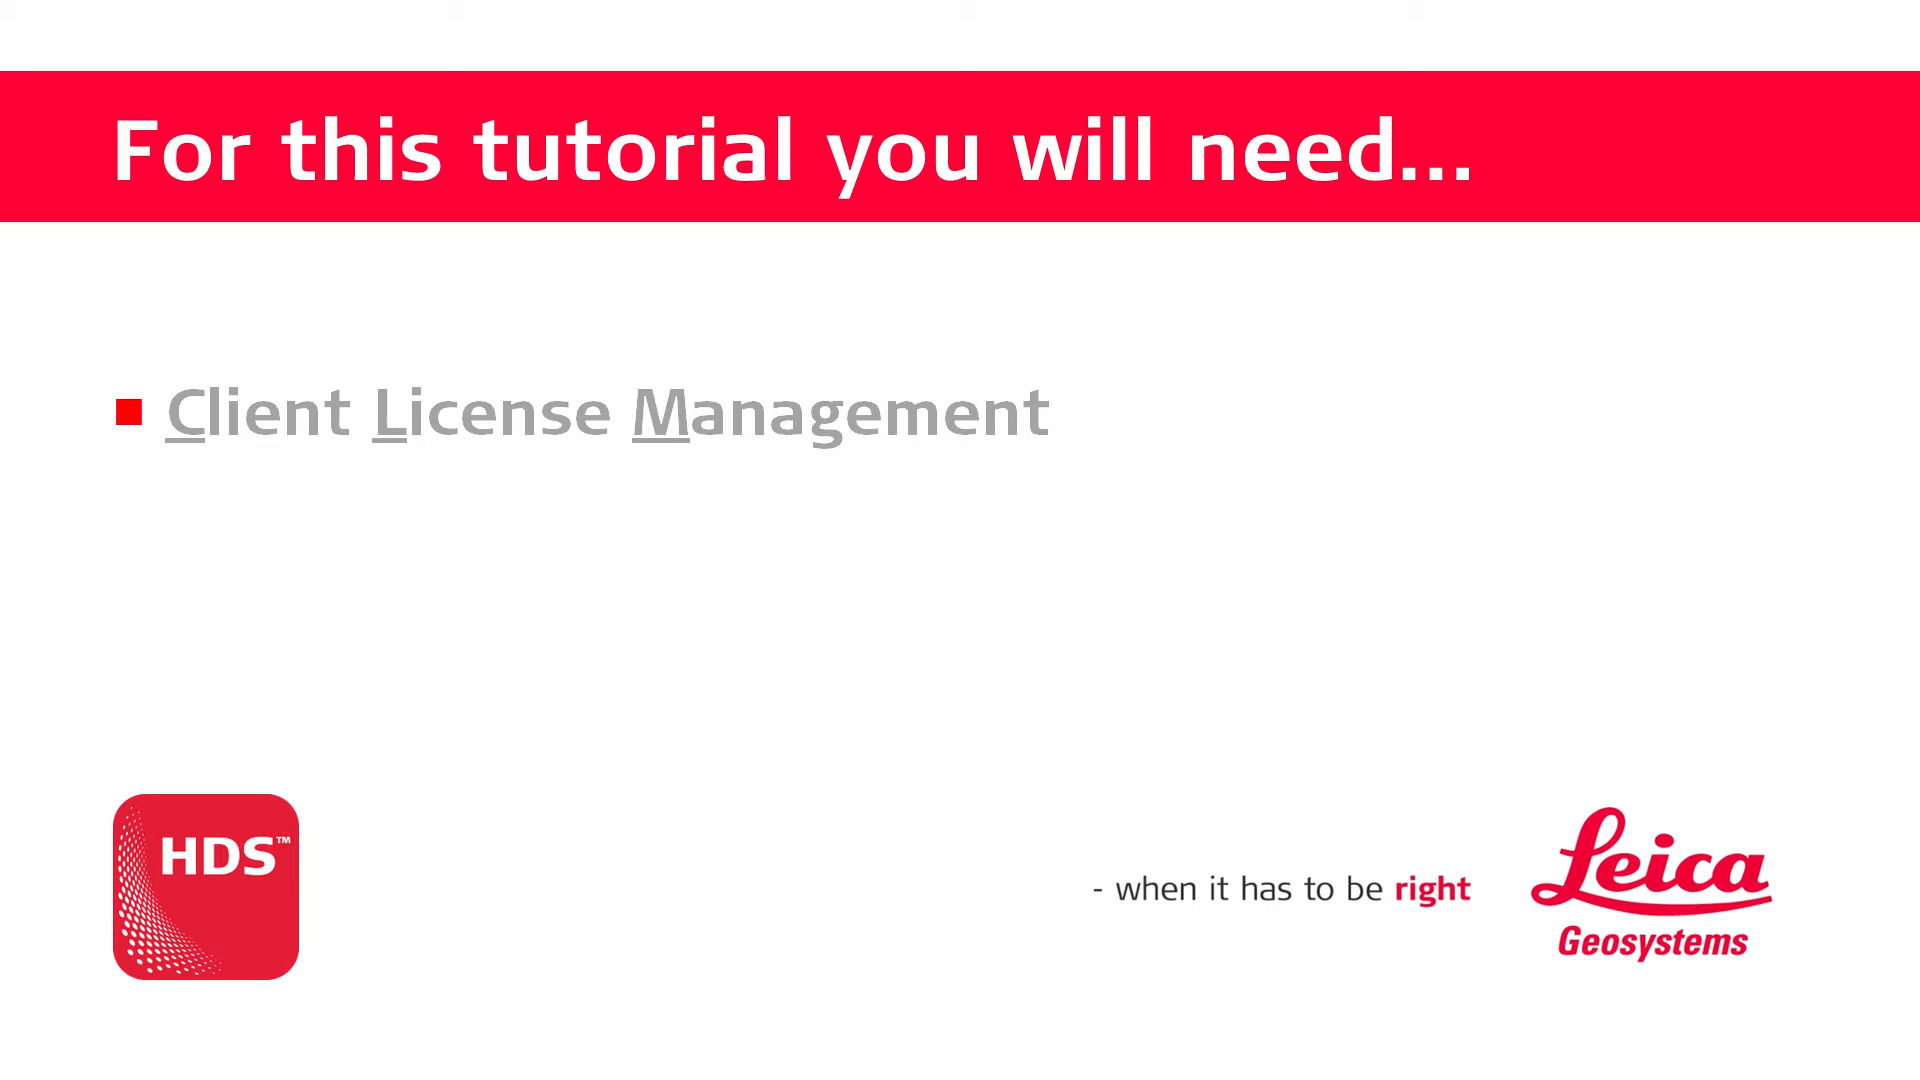 For this tutorial you will need...
Client License Management
HDS™
- when it has to be right
Leica
Geosystems